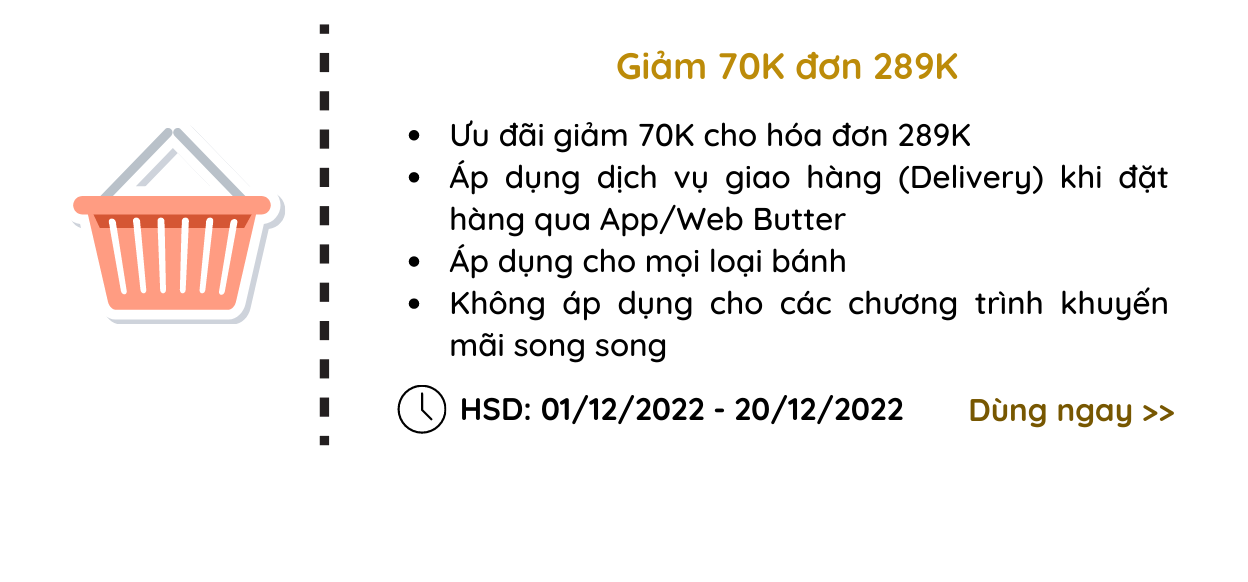 Giảm 70K đơn 289K
• Ưu đãi giảm 70K cho hóa đơn 289K
• Áp dụng dịch vụ giao hàng (Delivery) khi đặt
hàng qua App/Web Butter
• Áp dụng cho mọi loại bánh
• Không áp dụng cho các chương trình khuyến
mãi song song
HSD: 01/12/2022 - 20/12/2022 Dùng ngay >>